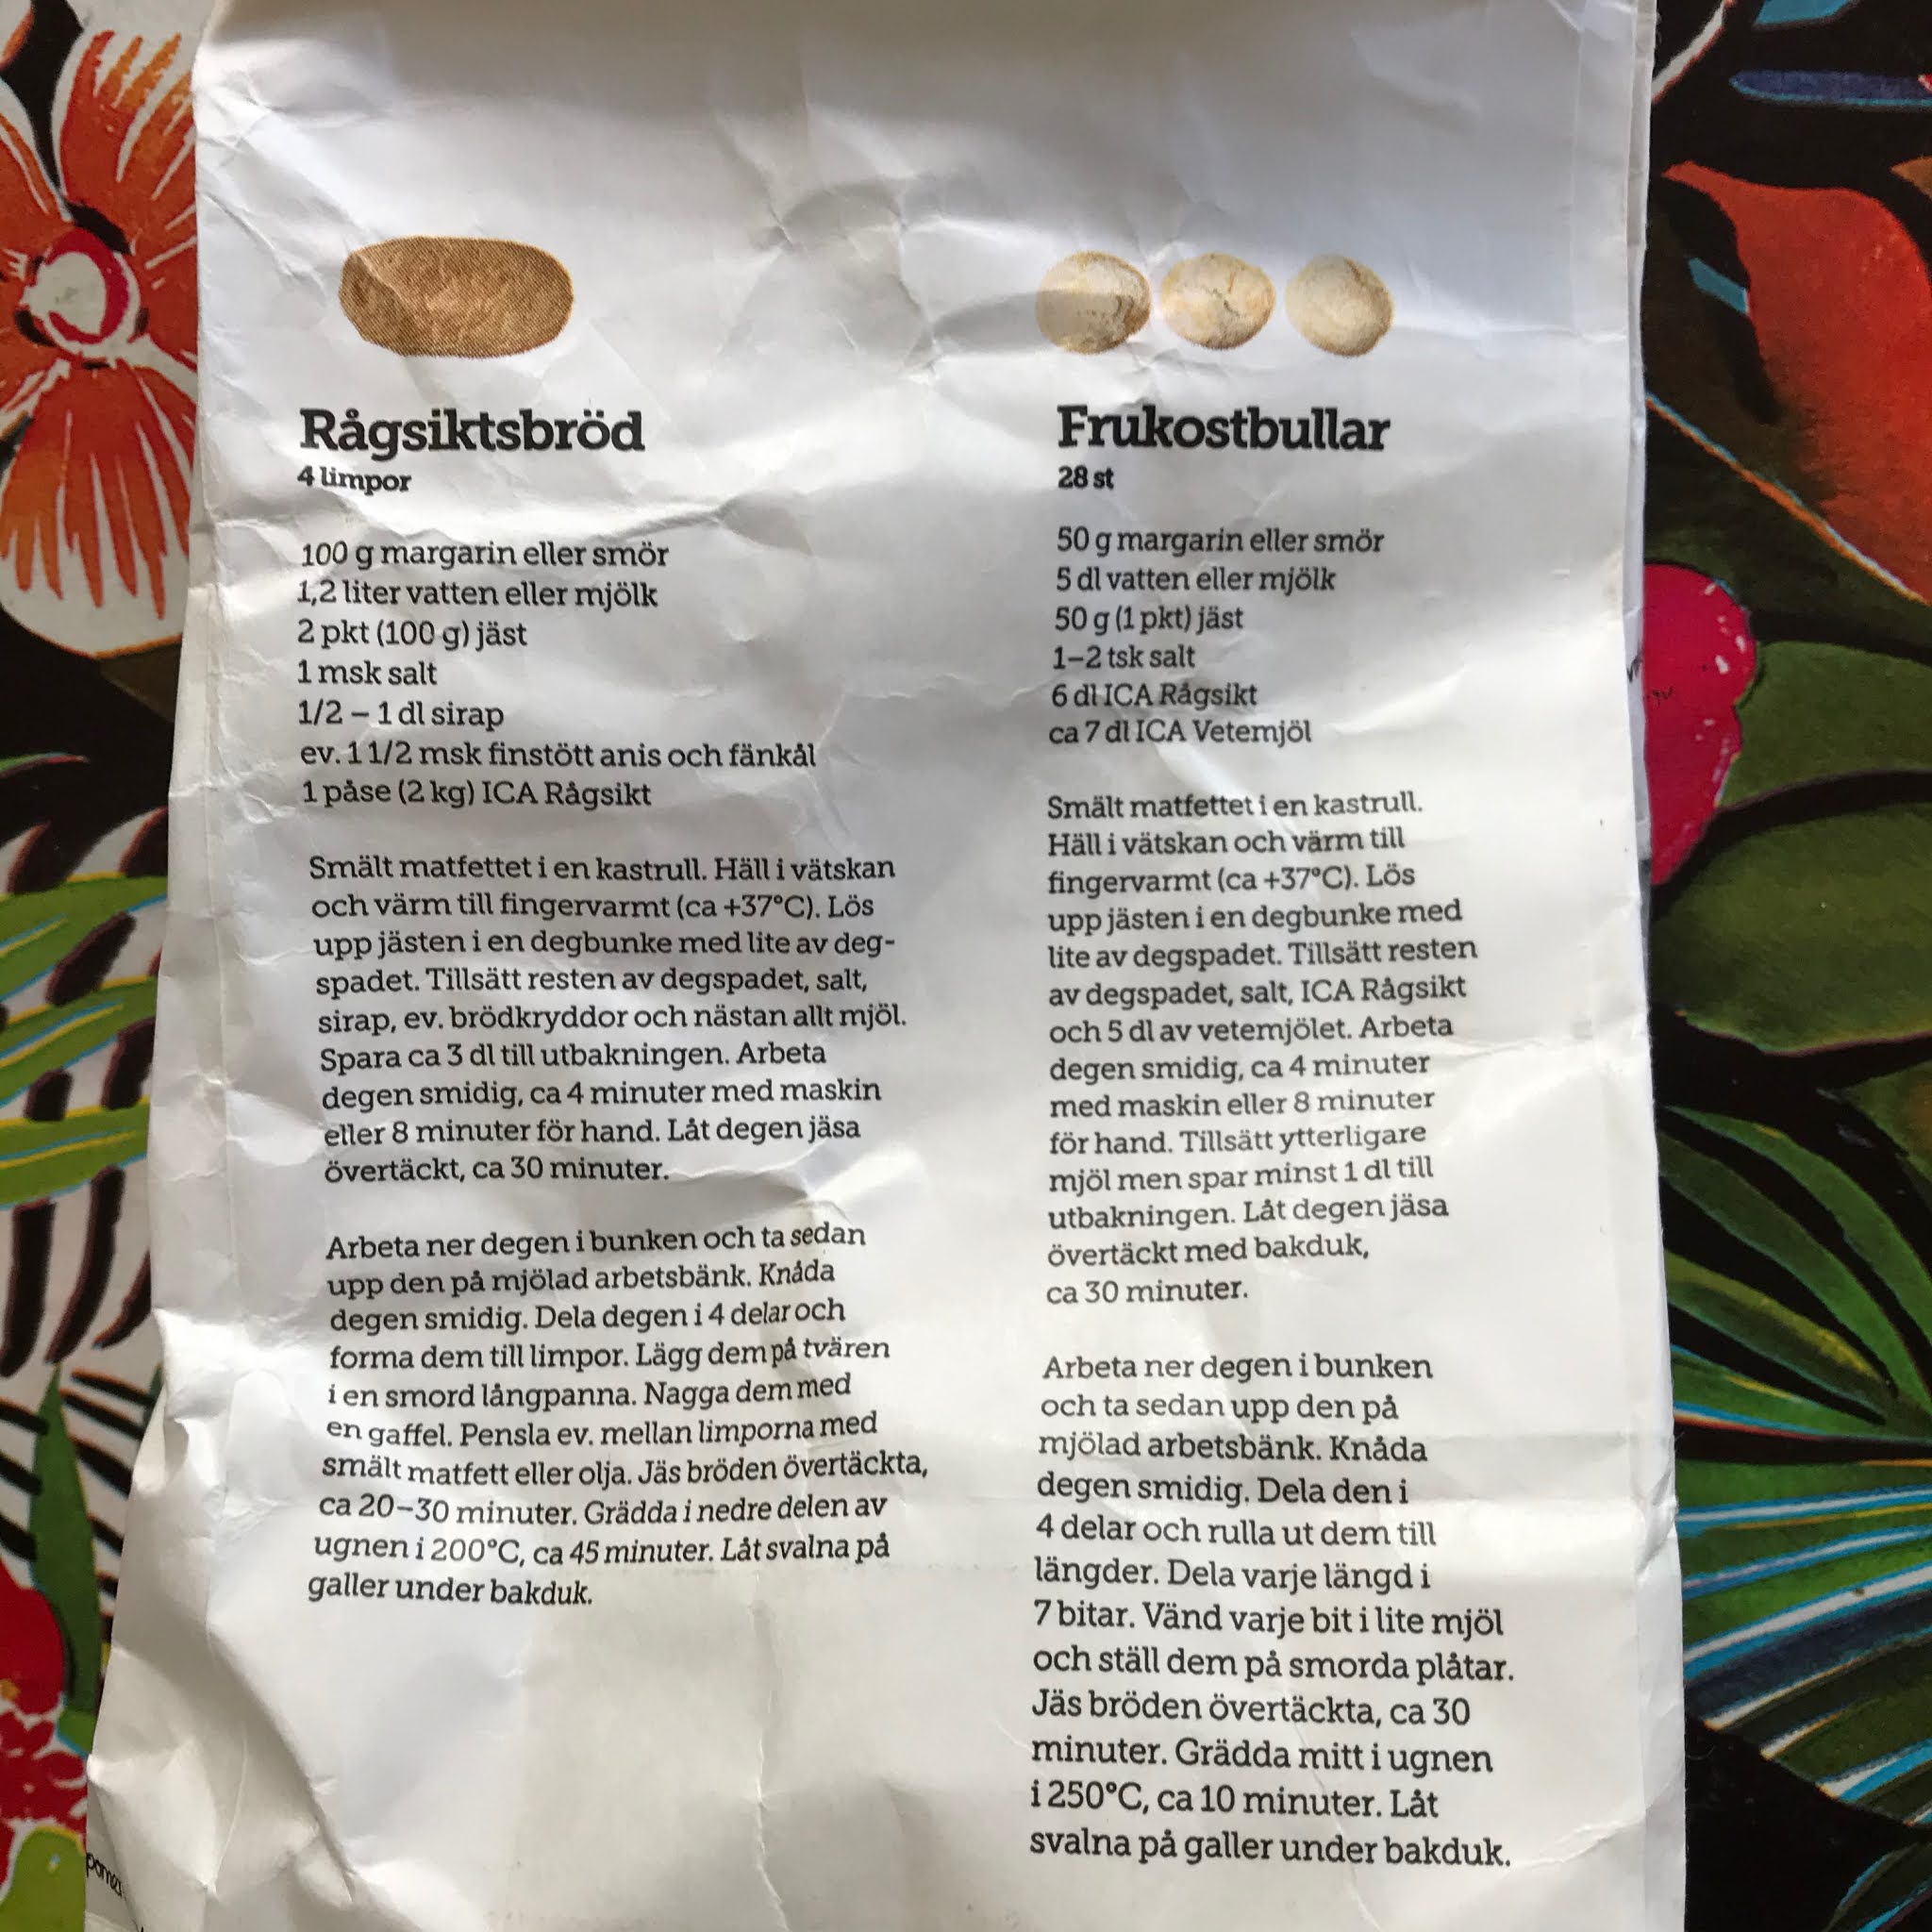 Rågsiktsbröd
4 limpor
100 g margarin eller smör
1,2 liter vatten eller mjölk
2 pkt (100 g) jäst
1 msk salt
1/2 – 1 dl sirap
ev. 1 1/2 msk finstött anis och fänkål
1 påse (2 kg) ICA Rågsikt
Smält matfettet i en kastrull. Häll i vätskan
och värm till fingervarmt (ca +37°C). Lös
upp jästen i en degbunke med lite av deg-
spadet. Tillsätt resten av degspadet, salt,
sirap, ev. brödkryddor och nästan allt mjöl.
Spara ca 3 dl till utbakningen. Arbeta
degen smidig, ca 4 minuter med maskin
eller 8 minuter för hand. Låt degen jäsa
övertäckt, ca 30 minuter.
Arbeta ner degen i bunken och ta sedan
upp den på mjölad arbetsbänk. Knåda
degen smidig. Dela degen i 4 delar och
forma dem till limpor. Lägg dem på tvären
i en smord långpanna. Nagga dem med
en gaffel. Pensla ev. mellan limporna med
smält matfett eller olja. Jäs bröden övertäckta,
ca 20–30 minuter. Grädda i nedre delen av
ugnen i 200°C, ca 45 minuter. Låt svalna på
galler under bakduk.
Frukostbullar
28 st
50 g margarin eller smör
5 dl vatten eller mjölk
50 g (1 pkt) jäst
1–2 tsk salt
6 dl ICA Rågsikt
ca 7 dl ICA Vetemjöl
Smält matfettet i en kastrull.
Häll i vätskan och värm till
fingervarmt (ca +37°C). Lös
upp jästen i en degbunke med
lite av degspadet. Tillsätt resten
av degspadet, salt, ICA Rågsikt
och 5 dl av vetemjölet. Arbeta
degen smidig, ca 4 minuter
med maskin eller 8 minuter
för hand. Tillsätt ytterligare
mjöl men spar minst 1 dl till
utbakningen. Låt degen jäsa
övertäckt med bakduk,
ca 30 minuter.
Arbeta ner degen i bunken
och ta sedan upp den på
mjölad arbetsbänk. Knåda
degen smidig. Dela den i
4 delar och rulla ut dem till
längder. Dela varje längd i
7 bitar. Vänd varje bit i lite mjöl
och ställ dem på smorda plåtar.
Jäs bröden övertäckta, ca 30
minuter. Grädda mitt i ugnen
i 250°C, ca 10 minuter. Låt
svalna på galler under bakduk.